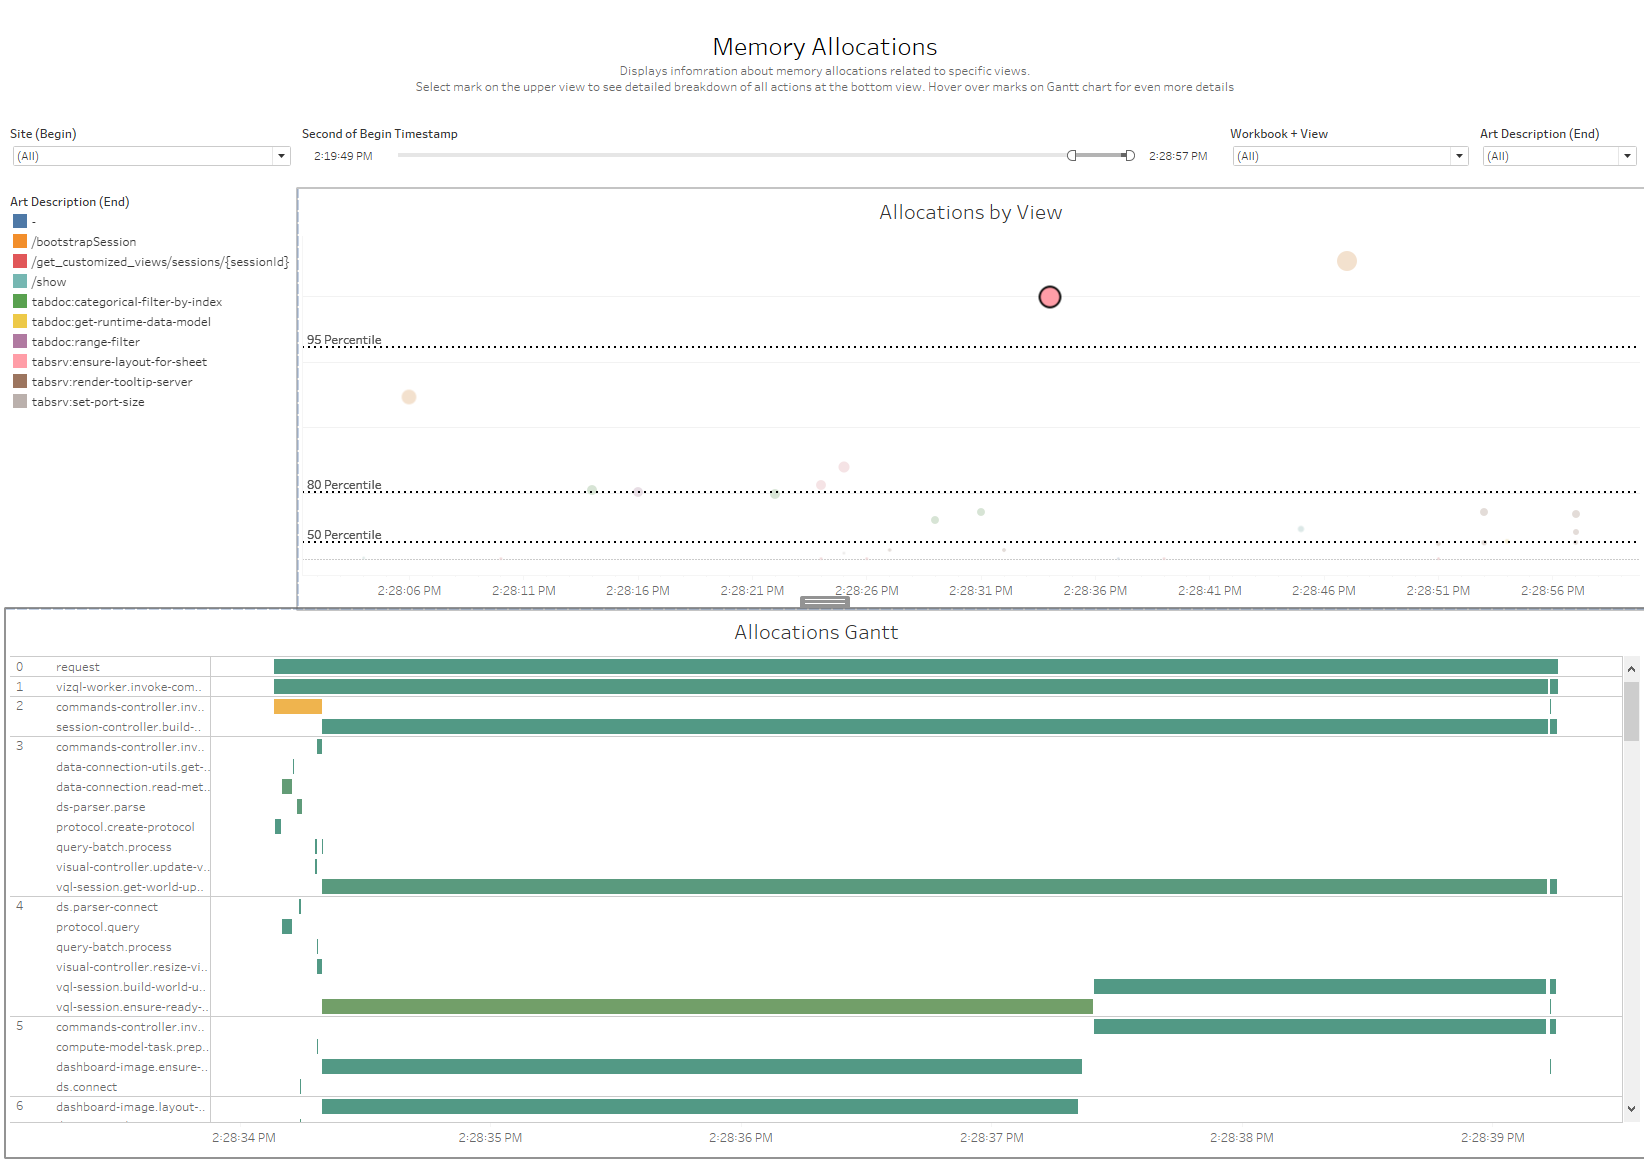 Memory Allocations
Displays infomration about memory allocations related to specific views.
Select mark on the upper view to see detailed breakdown of all actions at the bottom view. Hover over marks on Gantt chart for even more details
Site (Begin)
(All)
Second of Begin Timestamp
2:19:49 PM
2:28:57 PM
Workbook + View
(All)
Art Description (End)
(All)
Art Description (End)
-
/bootstrapSession
/get_customized_views/sessions/{sessionId}
/show
tabdoc:categorical-filter-by-index
tabdoc:get-runtime-data-model
tabdoc:range-filter
tabsrv:ensure-layout-for-sheet
tabsrv:render-tooltip-server
tabsrv:set-port-size
Allocations by View
95 Percentile
80 Percentile
50 Percentile
2:28:06 PM 2:28:11 PM 2:28:16 PM 2:28:21 PM 2:28:26 PM 2:28:31 PM 2:28:36 PM 2:28:41 PM 2:28:46 PM 2:28:51 PM 2:28:56 PM
Allocations Gantt
0 request
1 vizql-worker.invoke-com..
2 commands-controller.inv..
session-controller.build-..
3 commands-controller.inv..
data-connection-utils.get-..
data-connection.read-met..
ds-parser.parse
protocol.create-protocol
query-batch.process
visual-controller.update-v..
vql-session.get-world-up..
4 ds.parser-connect
protocol.query
query-batch.process
visual-controller.resize-vi..
vql-session.build-world-u..
vql-session.ensure-ready-..
5 commands-controller.inv..
compute-model-task.prep..
dashboard-image.ensure-..
ds.connect
6 dashboard-image.layout-..
2:28:34 PM 2:28:35 PM 2:28:36 PM 2:28:37 PM 2:28:38 PM 2:28:39 PM